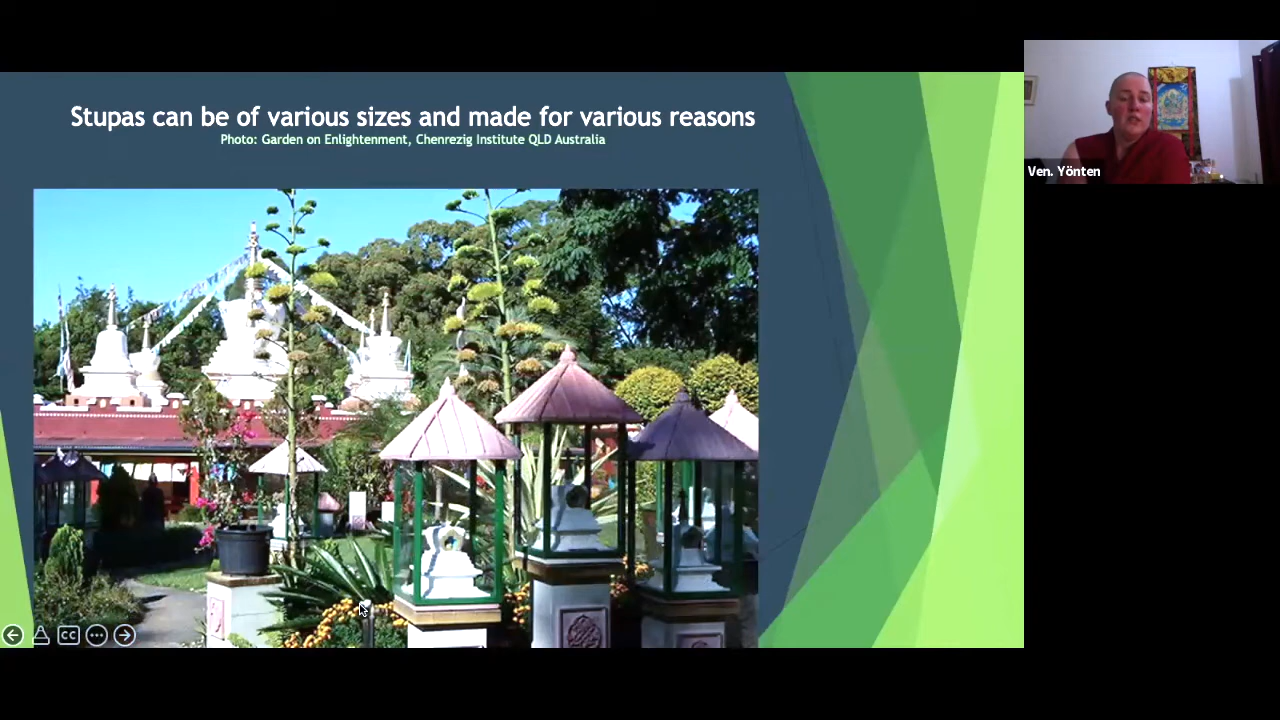 Stupas can be of various sizes and made for various reasons
Photo: Garden on Enlightenment, Chenrezig Institute QLD Australia
Ven. Yönten
CC